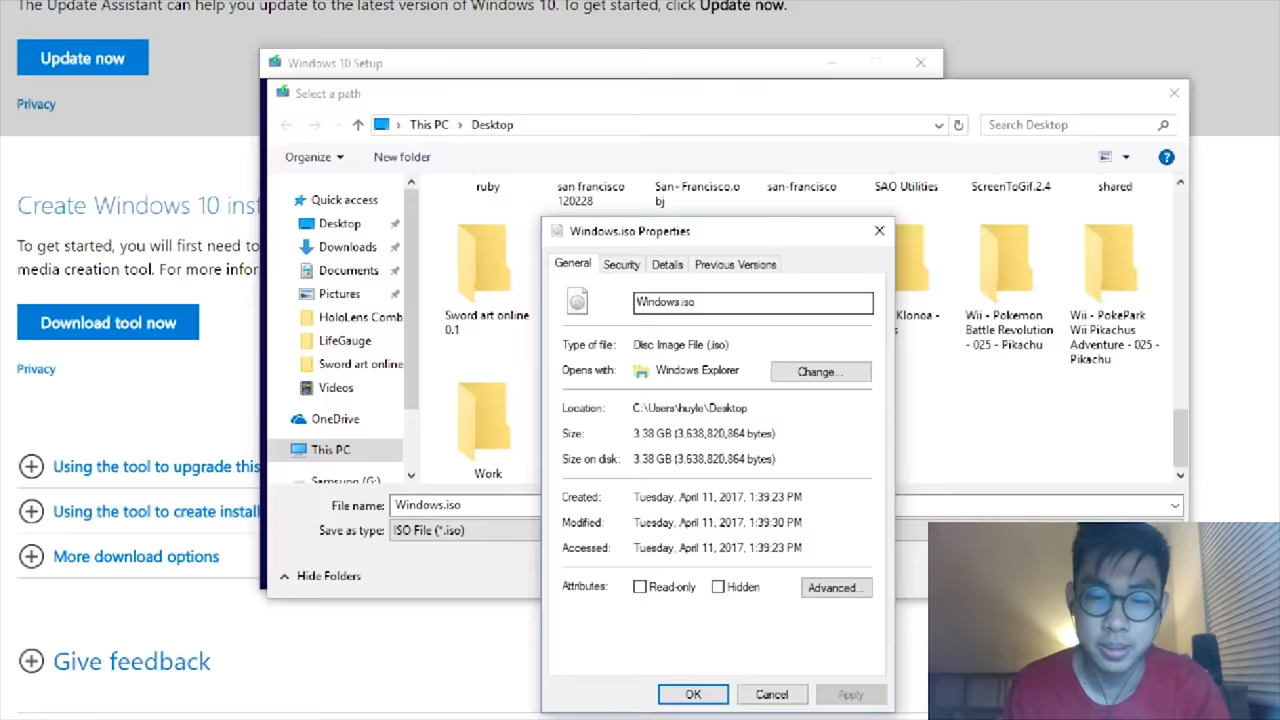 The Update Assistant can help you update to the latest version of Windows 10. To get started, click Update now.
Update now
Privacy
Create Windows 10 inst
To get started, you will first need to
media creation tool. For more infor
Download tool now
Privacy
Using the tool to upgrade this
Using the tool to create install
More download options
Give feedback
Windows 10 Setup
Select a path
This PC > Desktop
Search Desktop
Organize
New folder
Quick access
Desktop
Downloads
Documents
Pictures
HoloLens Comb
LifeGauge
Sword art online
Videos
OneDrive
This PC
Samsung (G:)
ruby
san francisco
120228
San-Francisco.o
bj
san-francisco
SAO Utilities
ScreenToGif.2.4
shared
Sword art online
0.1
Klonoa -
Wii - Pokemon
Battle Revolution
- 025 - Pikachu
Wii - PokePark
Wii Pikachus
Adventure - 025 -
Pikachu
Work
File name: Windows.iso
Save as type: ISO File (*.iso)
Hide Folders
Windows.iso Properties
General Security Details Previous Versions
Windows.iso
Type of file: Disc Image File (.iso)
Opens with: Windows Explorer Change...
Location: C:\Users\huyle\Desktop
Size: 3.38 GB (3,638,820,864 bytes)
Size on disk: 3.38 GB (3,638,820,864 bytes)
Created: Tuesday, April 11, 2017, 1:39:23 PM
Modified: Tuesday, April 11, 2017, 1:39:30 PM
Accessed: Tuesday, April 11, 2017, 1:39:23 PM
Attributes: Read-only Hidden Advanced...
OK Cancel Apply